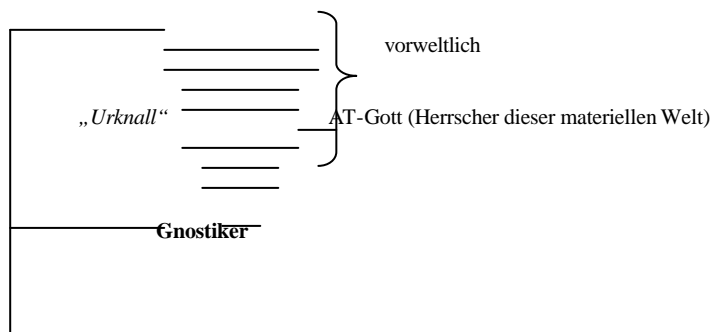 vorweltlich
„Urknall“ AT-Gott (Herrscher dieser materiellen Welt)
Gnostiker